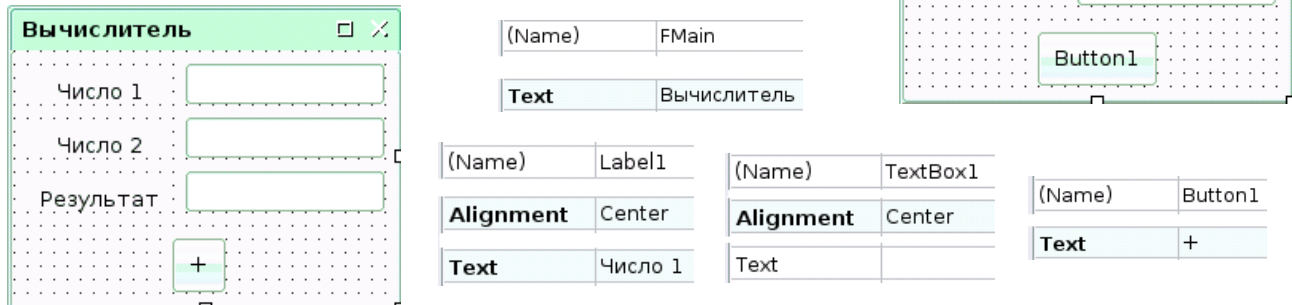 Вычислитель
Число 1
Число 2
Результат
+
(Name) FMain
Text Вычислитель
Button1
(Name) Label1
Alignment Center
Text Число 1
(Name) TextBox1
Alignment Center
Text
(Name) Button1
Text +